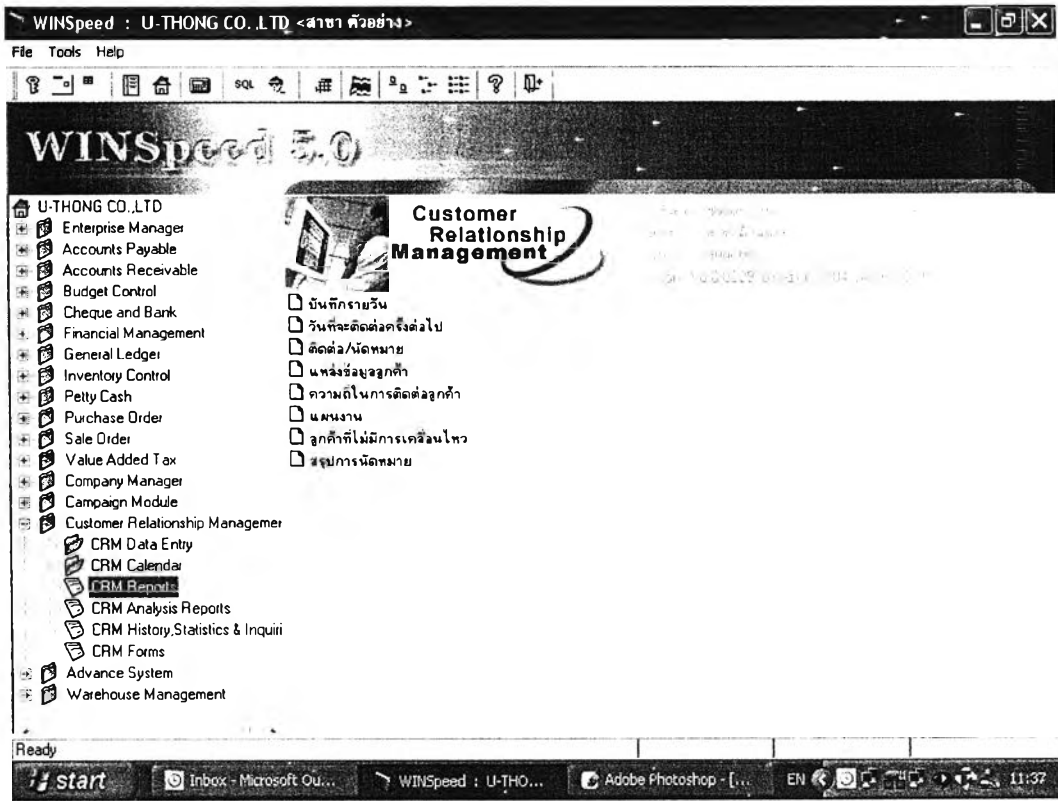 WINSpeed : U-THONG CO.,LTD <สาขา ตัวอย่าง>
File Tools Help
SQL
WINSpeed 5.0
U-THONG CO.,LTD
Enterprise Manager
Accounts Payable
Accounts Receivable
Budget Control
Cheque and Bank
Financial Management
General Ledger
Inventory Control
Petty Cash
Purchase Order
Sale Order
Value Added Tax
Company Manager
Campaign Module
Customer Relationship Managemer
CRM Data Entry
CRM Calendar
CRM Reports
CRM Analysis Reports
CRM History,Statistics & Inquiri
CRM Forms
Advance System
Warehouse Management
Customer
Relationship
Management
บันทึกรายวัน
วันที่จะติดต่อครั้งต่อไป
ติดต่อ/นัดหมาย
แหล่งข้อมูลลูกค้า
ความถี่ในการติดต่อลูกค้า
แผนงาน
ลูกค้าที่ไม่มีการเคลื่อนไหว
สรุปการนัดหมาย
Ready
start
Inbox - Microsoft Ou...
WINSpeed : U-THO...
Adobe Photoshop - [...
EN
11:37